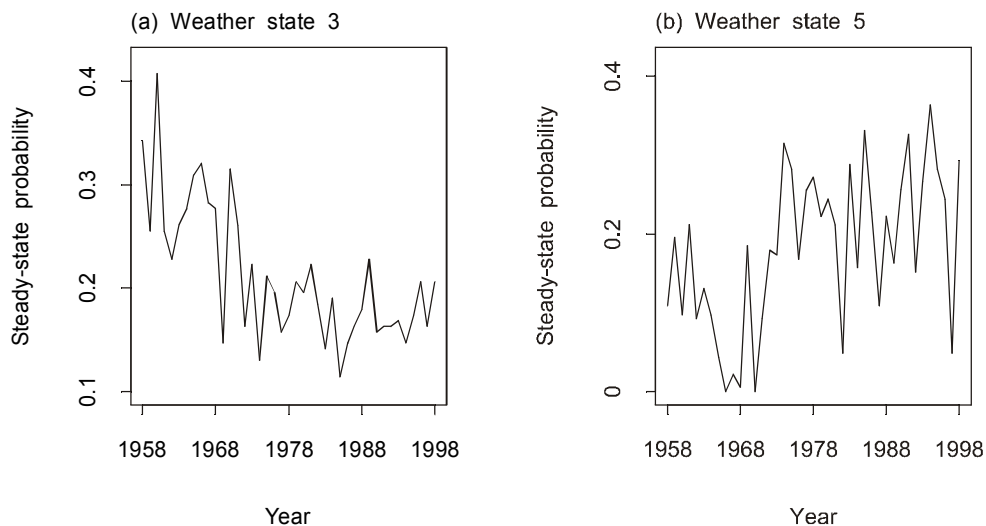 (a) Weather state 3
Steady-state probability
0.4
0.3
0.2
0.1
1958 1968 1978 1988 1998
Year
(b) Weather state 5
Steady-state probability
0.4
0.2
0
1958 1968 1978 1988 1998
Year